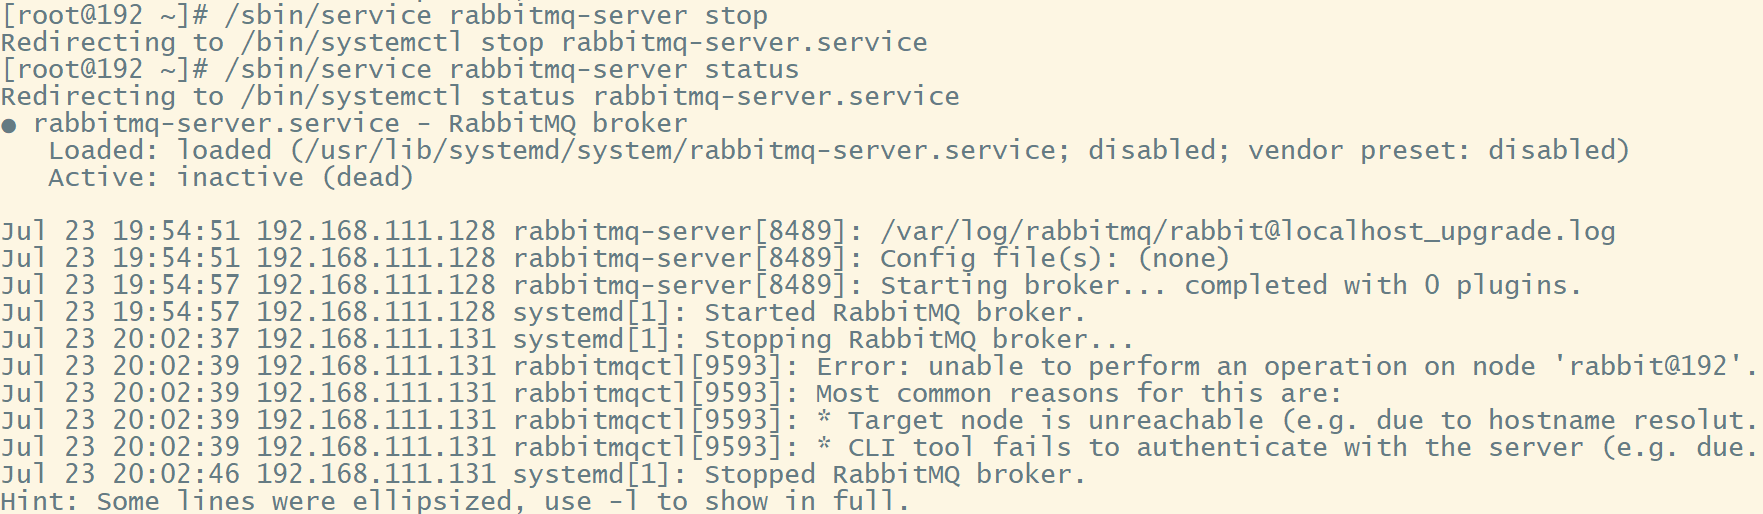 [root@192 ~]# /sbin/service rabbitmq-server stop
Redirecting to /bin/systemctl stop rabbitmq-server.service
[root@192 ~]# /sbin/service rabbitmq-server status
Redirecting to /bin/systemctl status rabbitmq-server.service
● rabbitmq-server.service - RabbitMQ broker
   Loaded: loaded (/usr/lib/systemd/system/rabbitmq-server.service; disabled; vendor preset: disabled)
   Active: inactive (dead)

Jul 23 19:54:51 192.168.111.128 rabbitmq-server[8489]: /var/log/rabbitmq/rabbit@localhost_upgrade.log
Jul 23 19:54:51 192.168.111.128 rabbitmq-server[8489]: Config file(s): (none)
Jul 23 19:54:57 192.168.111.128 rabbitmq-server[8489]: Starting broker... completed with 0 plugins.
Jul 23 19:54:57 192.168.111.128 systemd[1]: Started RabbitMQ broker.
Jul 23 20:02:37 192.168.111.131 systemd[1]: Stopping RabbitMQ broker...
Jul 23 20:02:39 192.168.111.131 rabbitmqctl[9593]: Error: unable to perform an operation on node 'rabbit@192'.
Jul 23 20:02:39 192.168.111.131 rabbitmqctl[9593]: Most common reasons for this are:
Jul 23 20:02:39 192.168.111.131 rabbitmqctl[9593]: * Target node is unreachable (e.g. due to hostname resolut.
Jul 23 20:02:39 192.168.111.131 rabbitmqctl[9593]: * CLI tool fails to authenticate with the server (e.g. due.
Jul 23 20:02:46 192.168.111.131 systemd[1]: Stopped RabbitMQ broker.
Hint: Some lines were ellipsized, use -l to show in full.